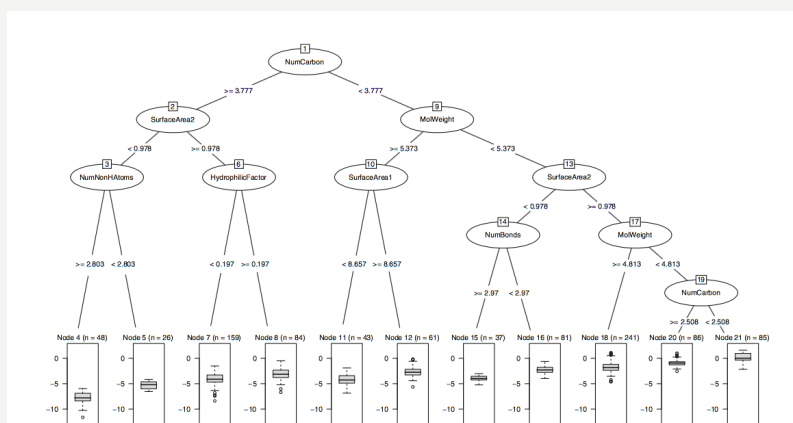 1
NumCarbon
>= 3.777 < 3.777
2 9
SurfaceArea2 MolWeight
< 0.978 >= 0.978 >= 5.373 < 5.373
3 6 10 13
NumNonHAtoms HydrophilicFactor SurfaceArea1 SurfaceArea2
< 0.978 >= 0.978
14 17
NumBonds MolWeight
>= 2.803 < 2.803 < 0.197 >= 0.197 < 8.657 >= 8.657 >= 4.813 < 4.813
19
NumCarbon
>= 2.97 < 2.97
>= 2.508 < 2.508
Node 4 (n = 48) Node 5 (n = 26) Node 7 (n = 159) Node 8 (n = 84) Node 11 (n = 43) Node 12 (n = 61) Node 15 (n = 37) Node 16 (n = 81) Node 18 (n = 241) Node 20 (n = 86) Node 21 (n = 85)
0 0 0 0 0 0 0 0 0 0 0
−5 −5 −5 −5 −5 −5 −5 −5 −5 −5 −5
−10 −10 −10 −10 −10 −10 −10 −10 −10 −10 −10